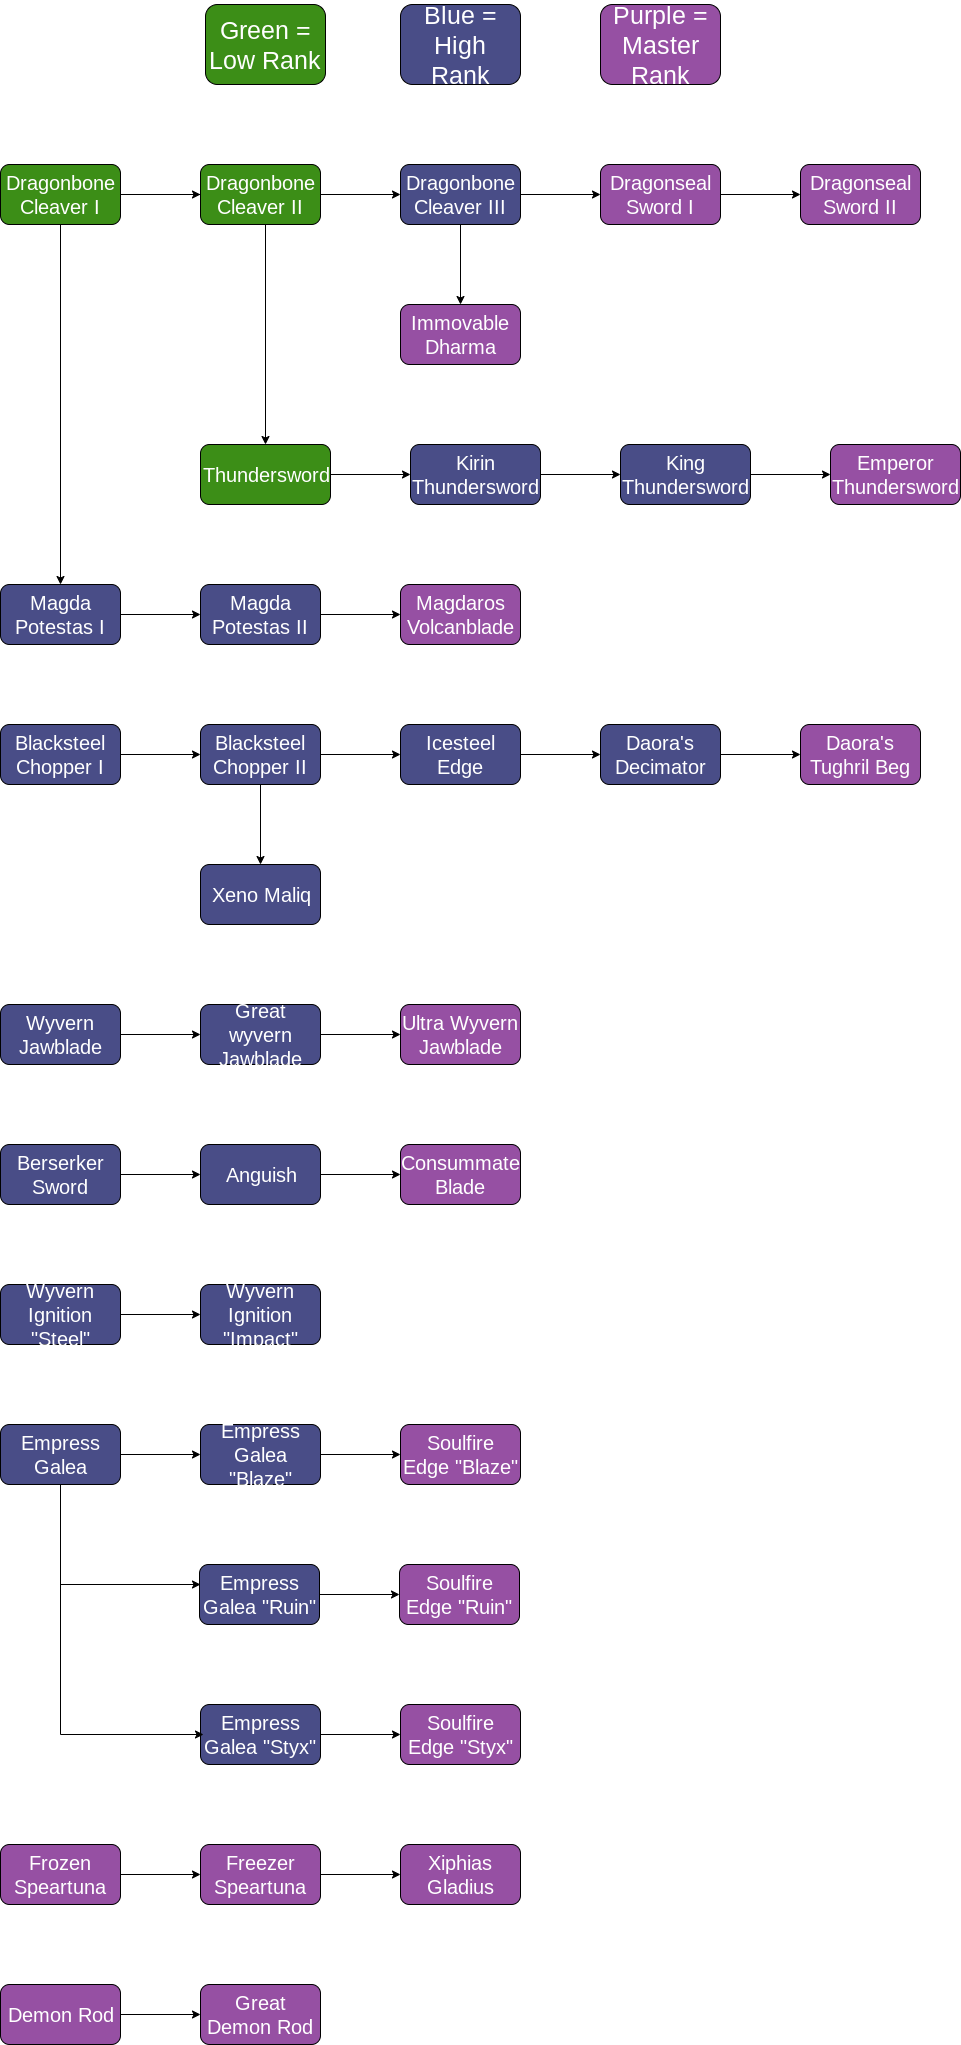 Green =
Low Rank
Blue =
High
Rank
Purple =
Master
Rank
Dragonbone
Cleaver I
Dragonbone
Cleaver II
Dragonbone
Cleaver III
Dragonseal
Sword I
Dragonseal
Sword II
Immovable
Dharma
Thundersword
Kirin
Thundersword
King
Thundersword
Emperor
Thundersword
Magda
Potestas I
Magda
Potestas II
Magdaros
Volcanblade
Blacksteel
Chopper I
Blacksteel
Chopper II
Icesteel
Edge
Daora's
Decimator
Daora's
Tughril Beg
Xeno Maliq
Wyvern
Jawblade
Great
wyvern
Jawblade
Ultra Wyvern
Jawblade
Berserker
Sword
Anguish
Consummate
Blade
Wyvern
Ignition
"Steel"
Wyvern
Ignition
"Impact"
Empress
Galea
Empress
Galea
"Blaze"
Soulfire
Edge "Blaze"
Empress
Galea "Ruin"
Soulfire
Edge "Ruin"
Empress
Galea "Styx"
Soulfire
Edge "Styx"
Frozen
Speartuna
Freezer
Speartuna
Xiphias
Gladius
Demon Rod
Great
Demon Rod